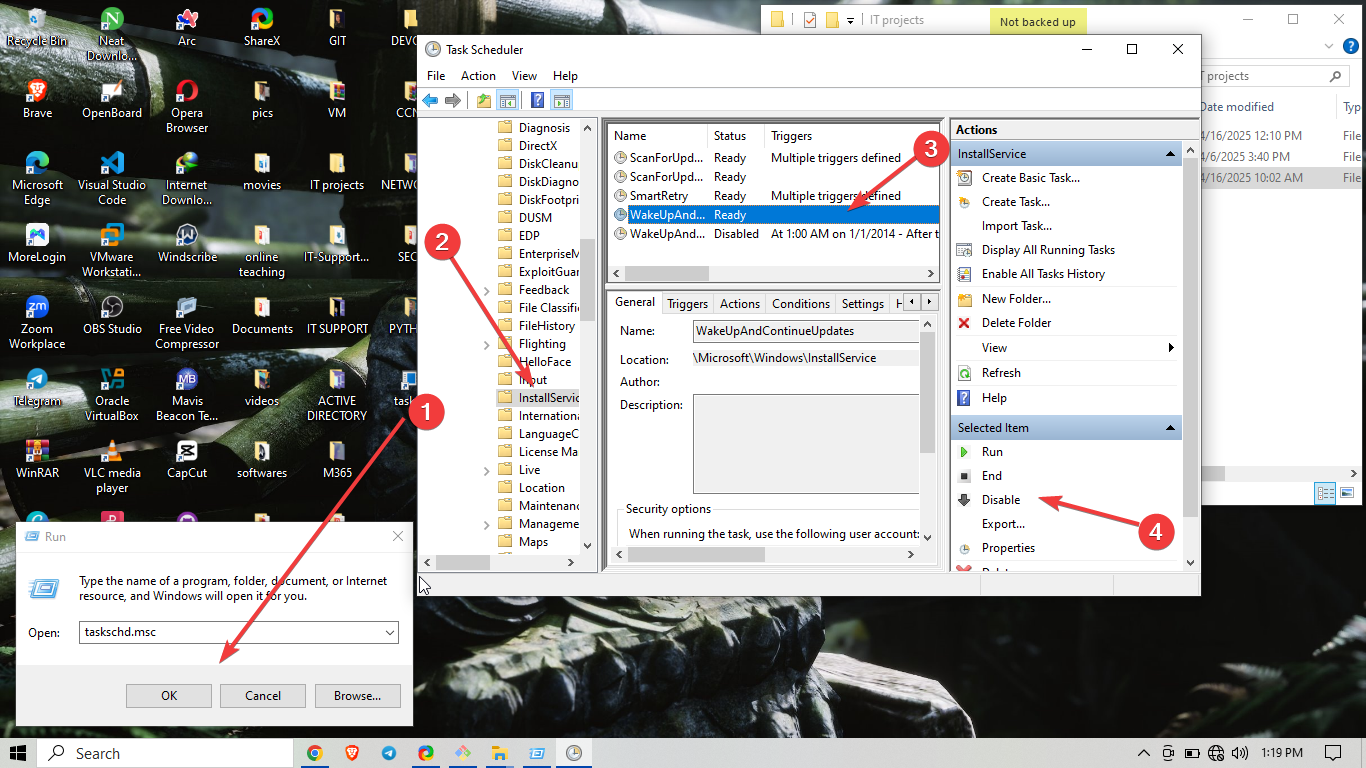 Recycle Bin
Neat
Downlo...
Arc
ShareX
GIT
Brave
OpenBoard
Opera
Browser
pics
VM
CCN
Microsoft
Edge
Visual Studio
Code
Internet
Downlo...
movies
IT projects
NETWO
MoreLogin
VMware
Workstati...
Windscribe
online
teaching
IT-Support...
SEC
Zoom
Workplace
OBS Studio
Free Video
Compressor
Documents
IT SUPPORT
PYTH
Telegram
Oracle
VirtualBox
Mavis
Beacon Te...
videos
ACTIVE
DIRECTORY
task
WinRAR
VLC media
player
CapCut
softwares
M365
IT projects
Not backed up
T projects
Date modified
Typ
4/16/2025 12:10 PM
File
4/6/2025 3:40 PM
File
4/16/2025 10:02 AM
File
Task Scheduler
File Action View Help
Diagnosis
DirectX
DiskCleanu
DiskDiagno
DiskFootpri
DUSM
EDP
EnterpriseM
ExploitGuar
Feedback
File Classifi
FileHistory
Flighting
HelloFace
Input
InstallServic
Internationa
LanguageC
License Ma
Live
Location
Maintenanc
Manageme
Maps
Name Status Triggers
ScanForUpd... Ready Multiple triggers defined
ScanForUpd... Ready
SmartRetry Ready Multiple triggers defined
WakeUpAnd... Ready
WakeUpAnd... Disabled At 1:00 AM on 1/1/2014 - After t
General Triggers Actions Conditions Settings H
Name: WakeUpAndContinueUpdates
Location: \Microsoft\Windows\InstallService
Author:
Description:
Security options
When running the task, use the following user account:
Actions
InstallService
Create Basic Task...
Create Task...
Import Task...
Display All Running Tasks
Enable All Tasks History
New Folder...
Delete Folder
View
Refresh
Help
Selected Item
Run
End
Disable
Export...
Properties
1
2
3
4
Run
Type the name of a program, folder, document, or Internet
resource, and Windows will open it for you.
Open: taskschd.msc
OK Cancel Browse...
Search
1:19 PM